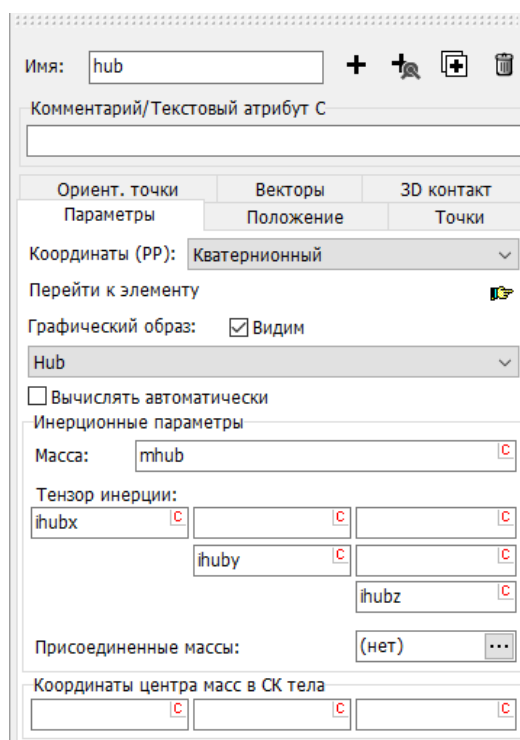 Имя: hub
Комментарий/Текстовый атрибут C
Ориент. точки Векторы 3D контакт
Параметры Положение Точки
Координаты (PP): Кватернионный
Перейти к элементу
Графический образ: Видим
Hub
Вычислять автоматически
Инерционные параметры
Масса: mhub C
Тензор инерции:
ihubx C C C
ihuby C C
ihubz C
Присоединенные массы: (нет) ...
Координаты центра масс в СК тела
C C C